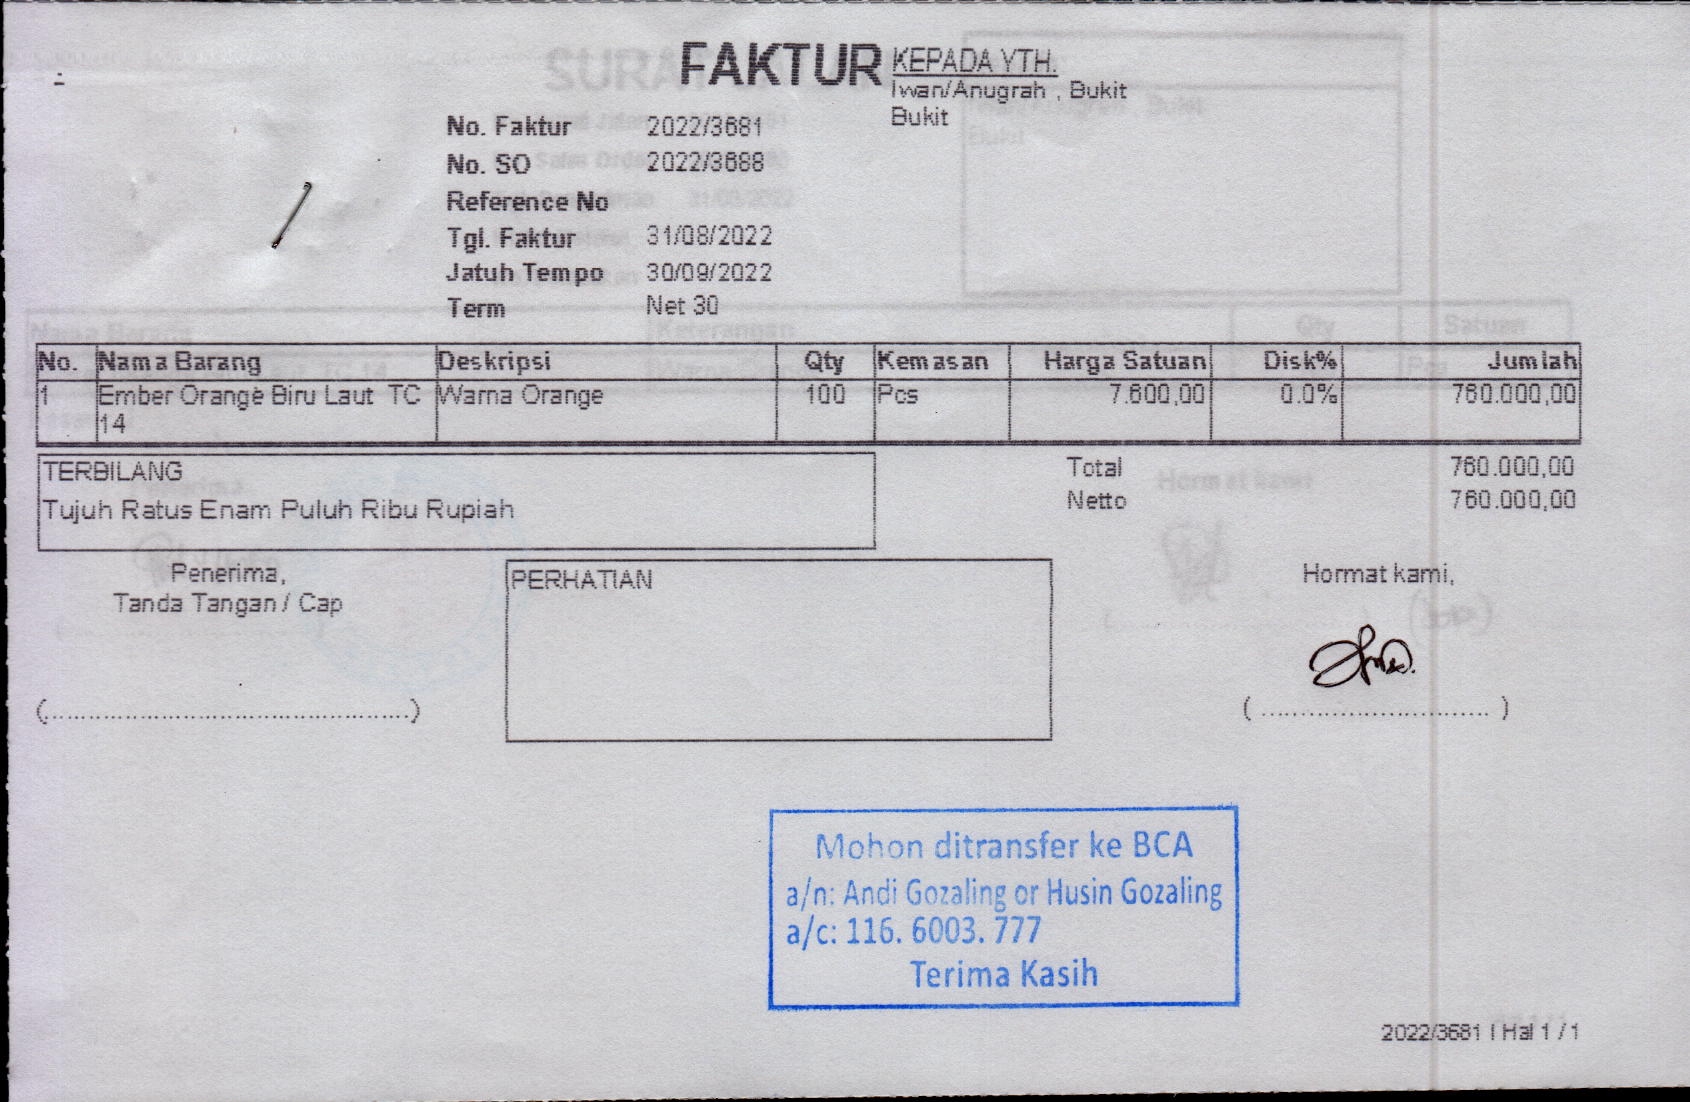 FAKTUR
KEPADA YTH.
Iwan/Anugrah , Bukit
Bukit
No. Faktur 2022/3681
No. SO 2022/3688
Reference No
Tgl. Faktur 31/08/2022
Jatuh Tempo 30/09/2022
Term Net 30
No. Nama Barang Deskripsi Qty Kemasan Harga Satuan Disk% Jumlah
1 Ember Orange Biru Laut TC Warna Orange 100 Pcs 7.600,00 0.0% 760.000,00
14
TERBILANG
Tujuh Ratus Enam Puluh Ribu Rupiah
Total 760.000,00
Netto 760.000,00
Penerima,
Tanda Tangan / Cap
PERHATIAN
Hormat kami,
(................................................)
( .............................. )
Mohon ditransfer ke BCA
a/n: Andi Gozaling or Husin Gozaling
a/c: 116. 6003. 777
Terima Kasih
2022/3681 | Hal 1 / 1